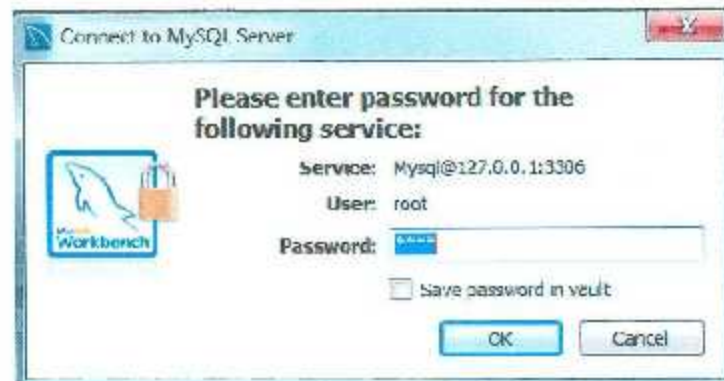 Connect to MySQL Server
Please enter password for the
following service:
Service: Mysql@127.0.0.1:3306
User: root
Workbench
Password: ****
Save password in vault
OK Cancel